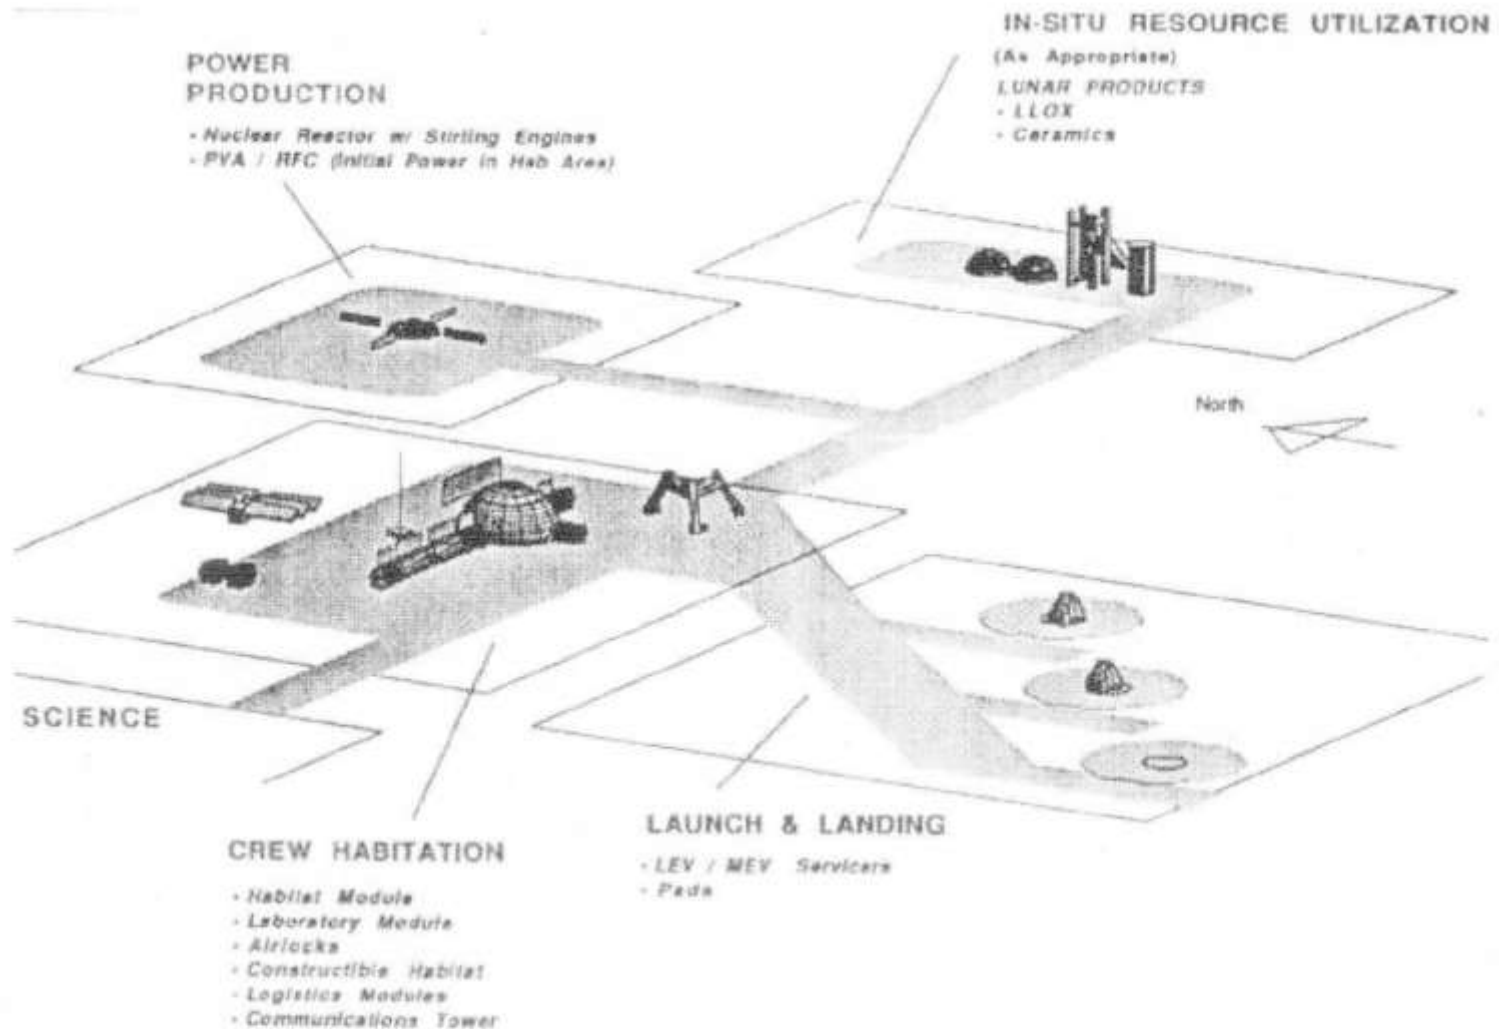 IN-SITU RESOURCE UTILIZATION
(As Appropriate)
LUNAR PRODUCTS
- LLOX
- Ceramics
POWER
PRODUCTION
- Nuclear Reactor w/ Stirling Engines
- PVA / RFC (Initial Power in Hab Area)
North
SCIENCE
CREW HABITATION
- Habitat Module
- Laboratory Module
- Airlocks
- Constructible Habitat
- Logistics Modules
- Communications Tower
LAUNCH & LANDING
- LEV / MEV Servicers
- Pads